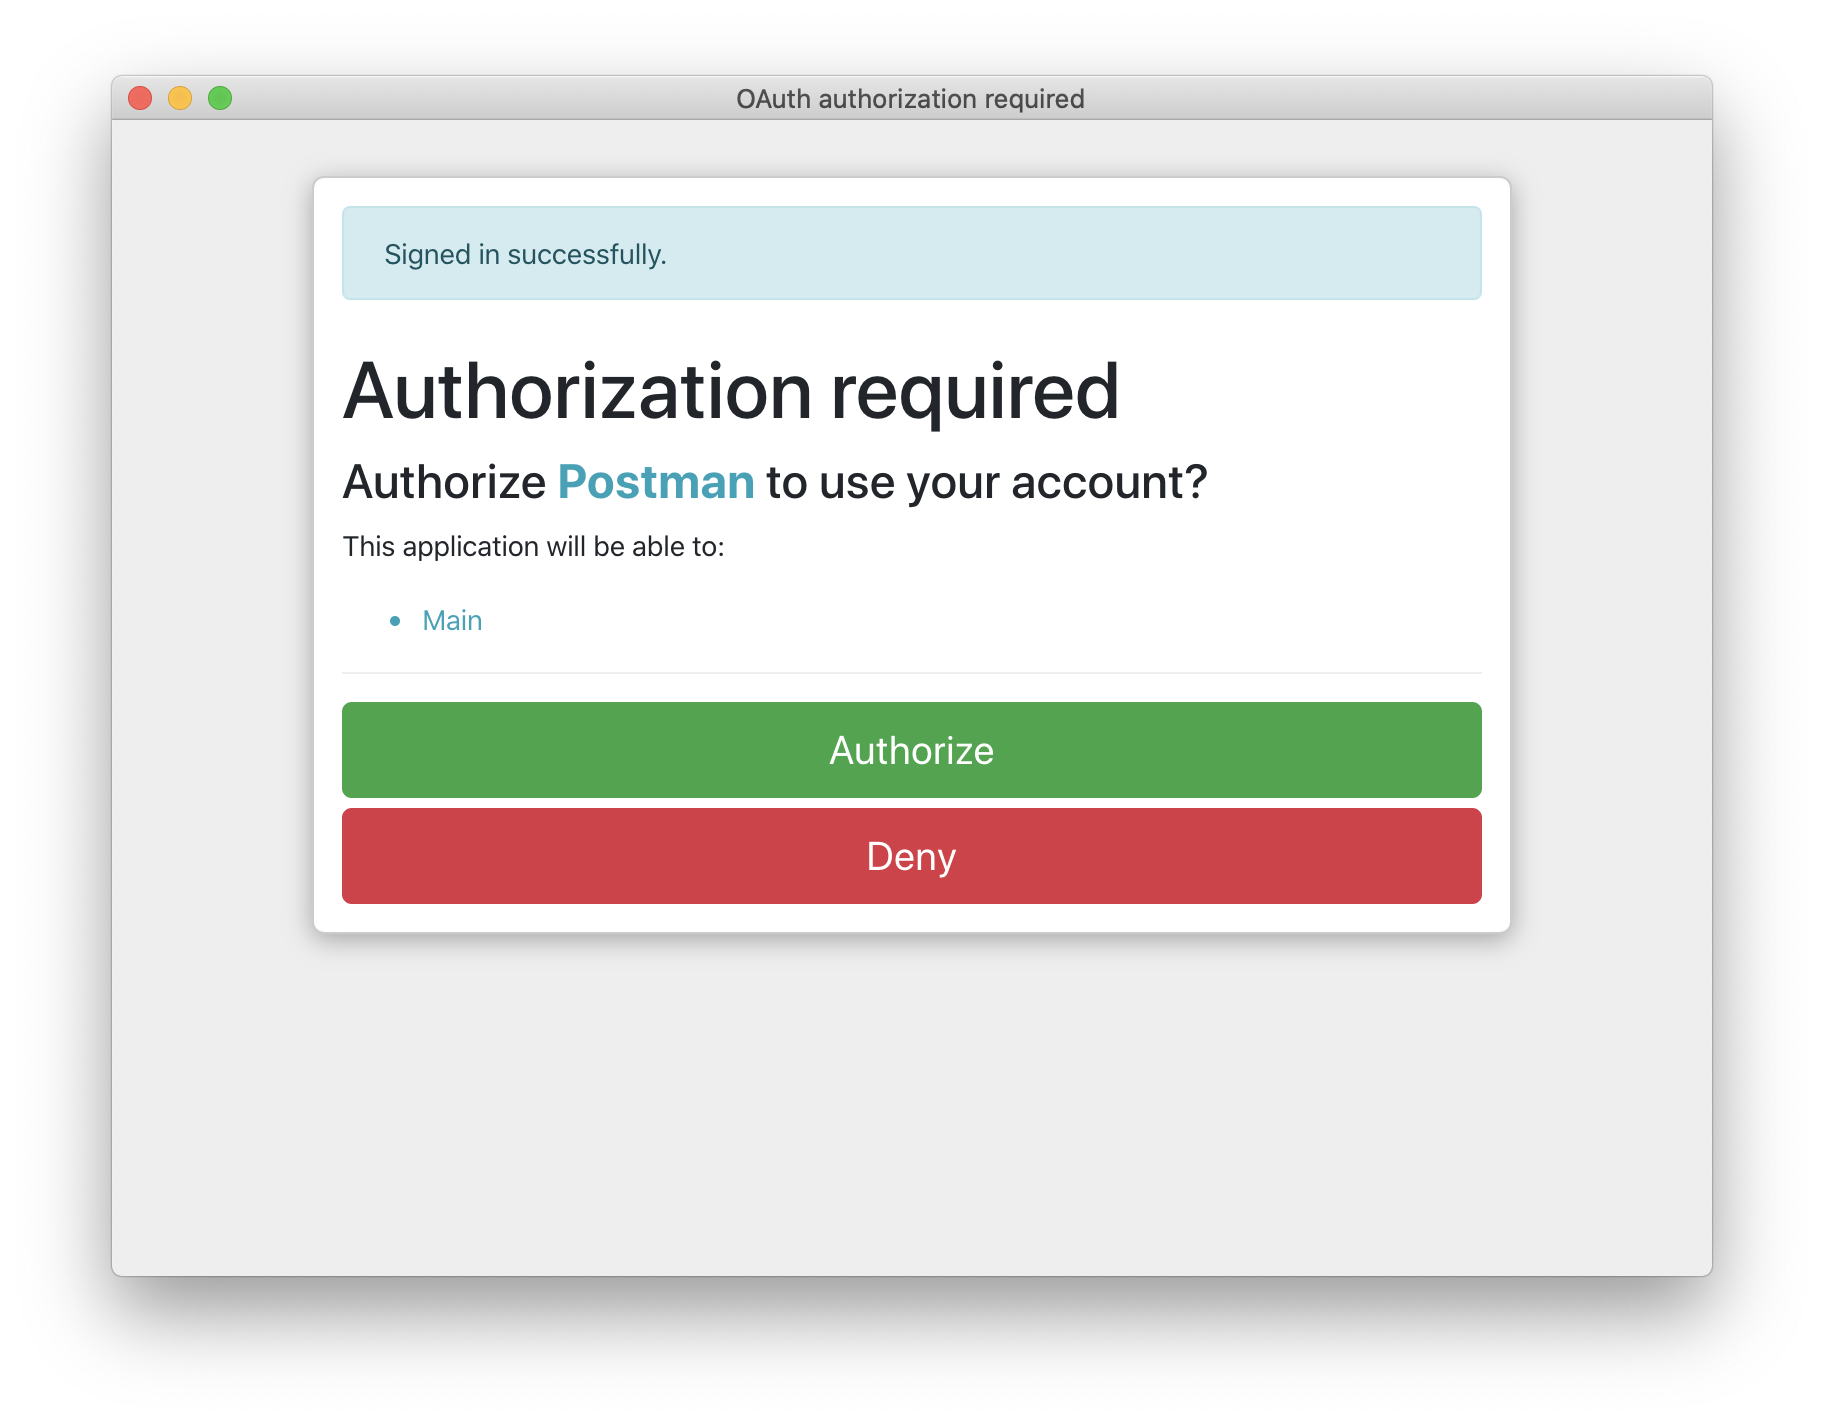 OAuth authorization required
Signed in successfully.
Authorization required
Authorize Postman to use your account?
This application will be able to:
Main
Authorize
Deny